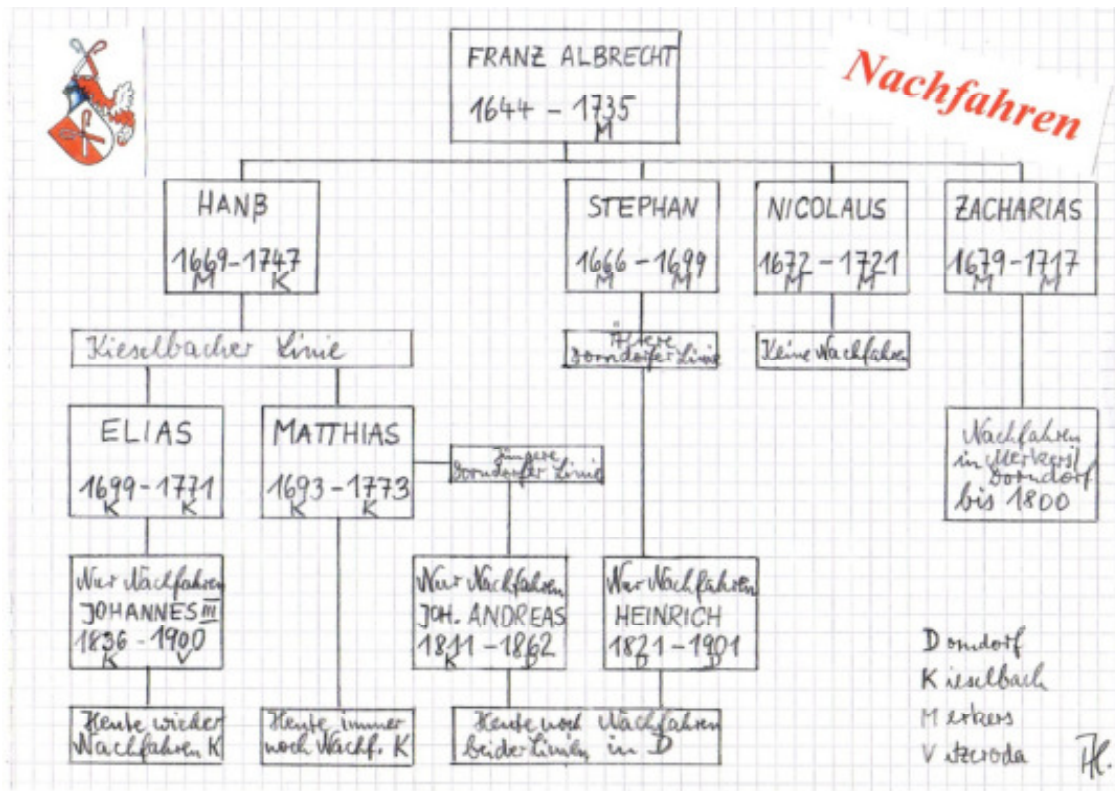 FRANZ ALBRECHT
1644 – 1735
M
Nachfahren
HANß
1669–1747
M K
STEPHAN
1666–1699
M M
NICOLAUS
1672–1721
M M
ZACHARIAS
1679–1717
M M
Kieselbacher Linie
Ältere
Dorndorfer Linie
Keine Nachfahren
ELIAS
1699–1771
K K
MATTHIAS
1693–1773
K K
Jüngere
Dorndorfer Linie
Nachfahren
in Merkers/
Dorndorf
bis 1800
Nur Nachfahren
JOHANNES III
1836–1900
K V
Nur Nachfahren
JOH. ANDREAS
1811–1862
K D
Nur Nachfahren
HEINRICH
1821–1901
D D
Heute wieder
Nachfahren K
Heute immer
noch Nachf. K
Heute noch Nachfahren
beider Linien in D
Dorndorf
Kieselbach
Merkers
Vitzeroda